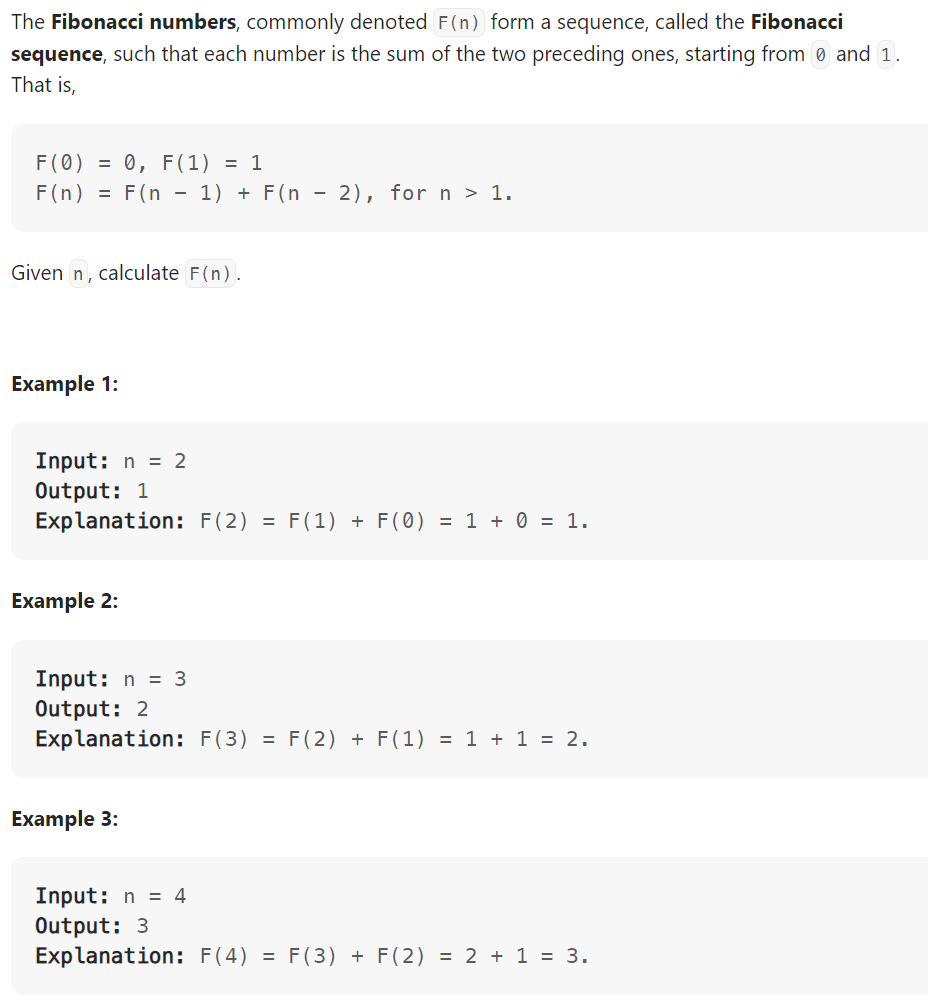 The Fibonacci numbers, commonly denoted F(n) form a sequence, called the Fibonacci
sequence, such that each number is the sum of the two preceding ones, starting from 0 and 1.
That is,
F(0) = 0, F(1) = 1
F(n) = F(n - 1) + F(n - 2), for n > 1.
Given n, calculate F(n).
Example 1:
Input: n = 2
Output: 1
Explanation: F(2) = F(1) + F(0) = 1 + 0 = 1.
Example 2:
Input: n = 3
Output: 2
Explanation: F(3) = F(2) + F(1) = 1 + 1 = 2.
Example 3:
Input: n = 4
Output: 3
Explanation: F(4) = F(3) + F(2) = 2 + 1 = 3.